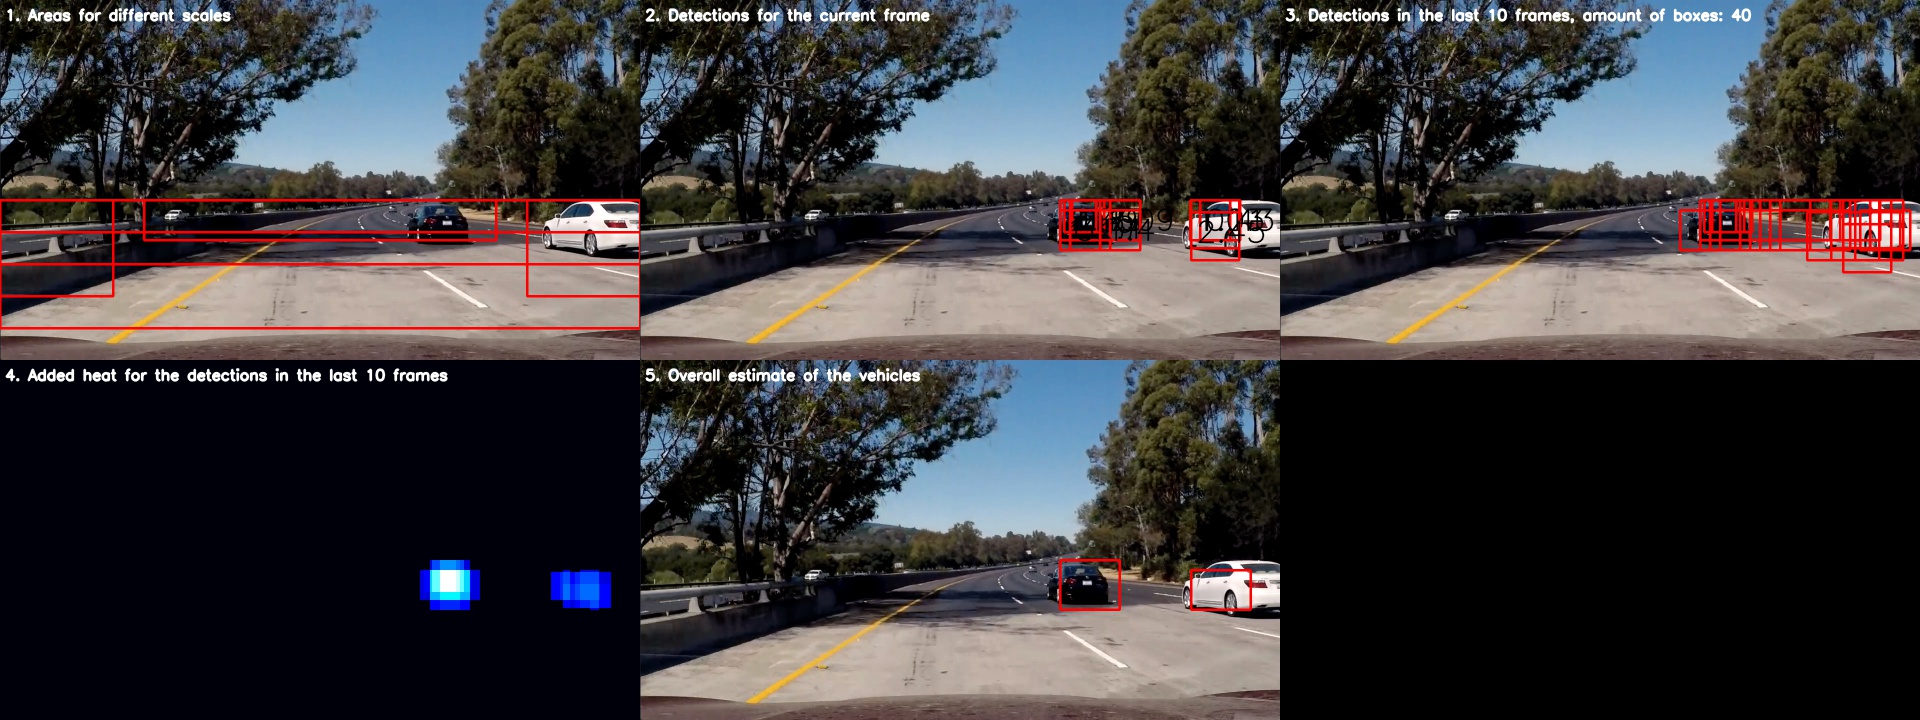 1. Areas for different scales
2. Detections for the current frame
3. Detections in the last 10 frames, amount of boxes: 40
4. Added heat for the detections in the last 10 frames
5. Overall estimate of the vehicles